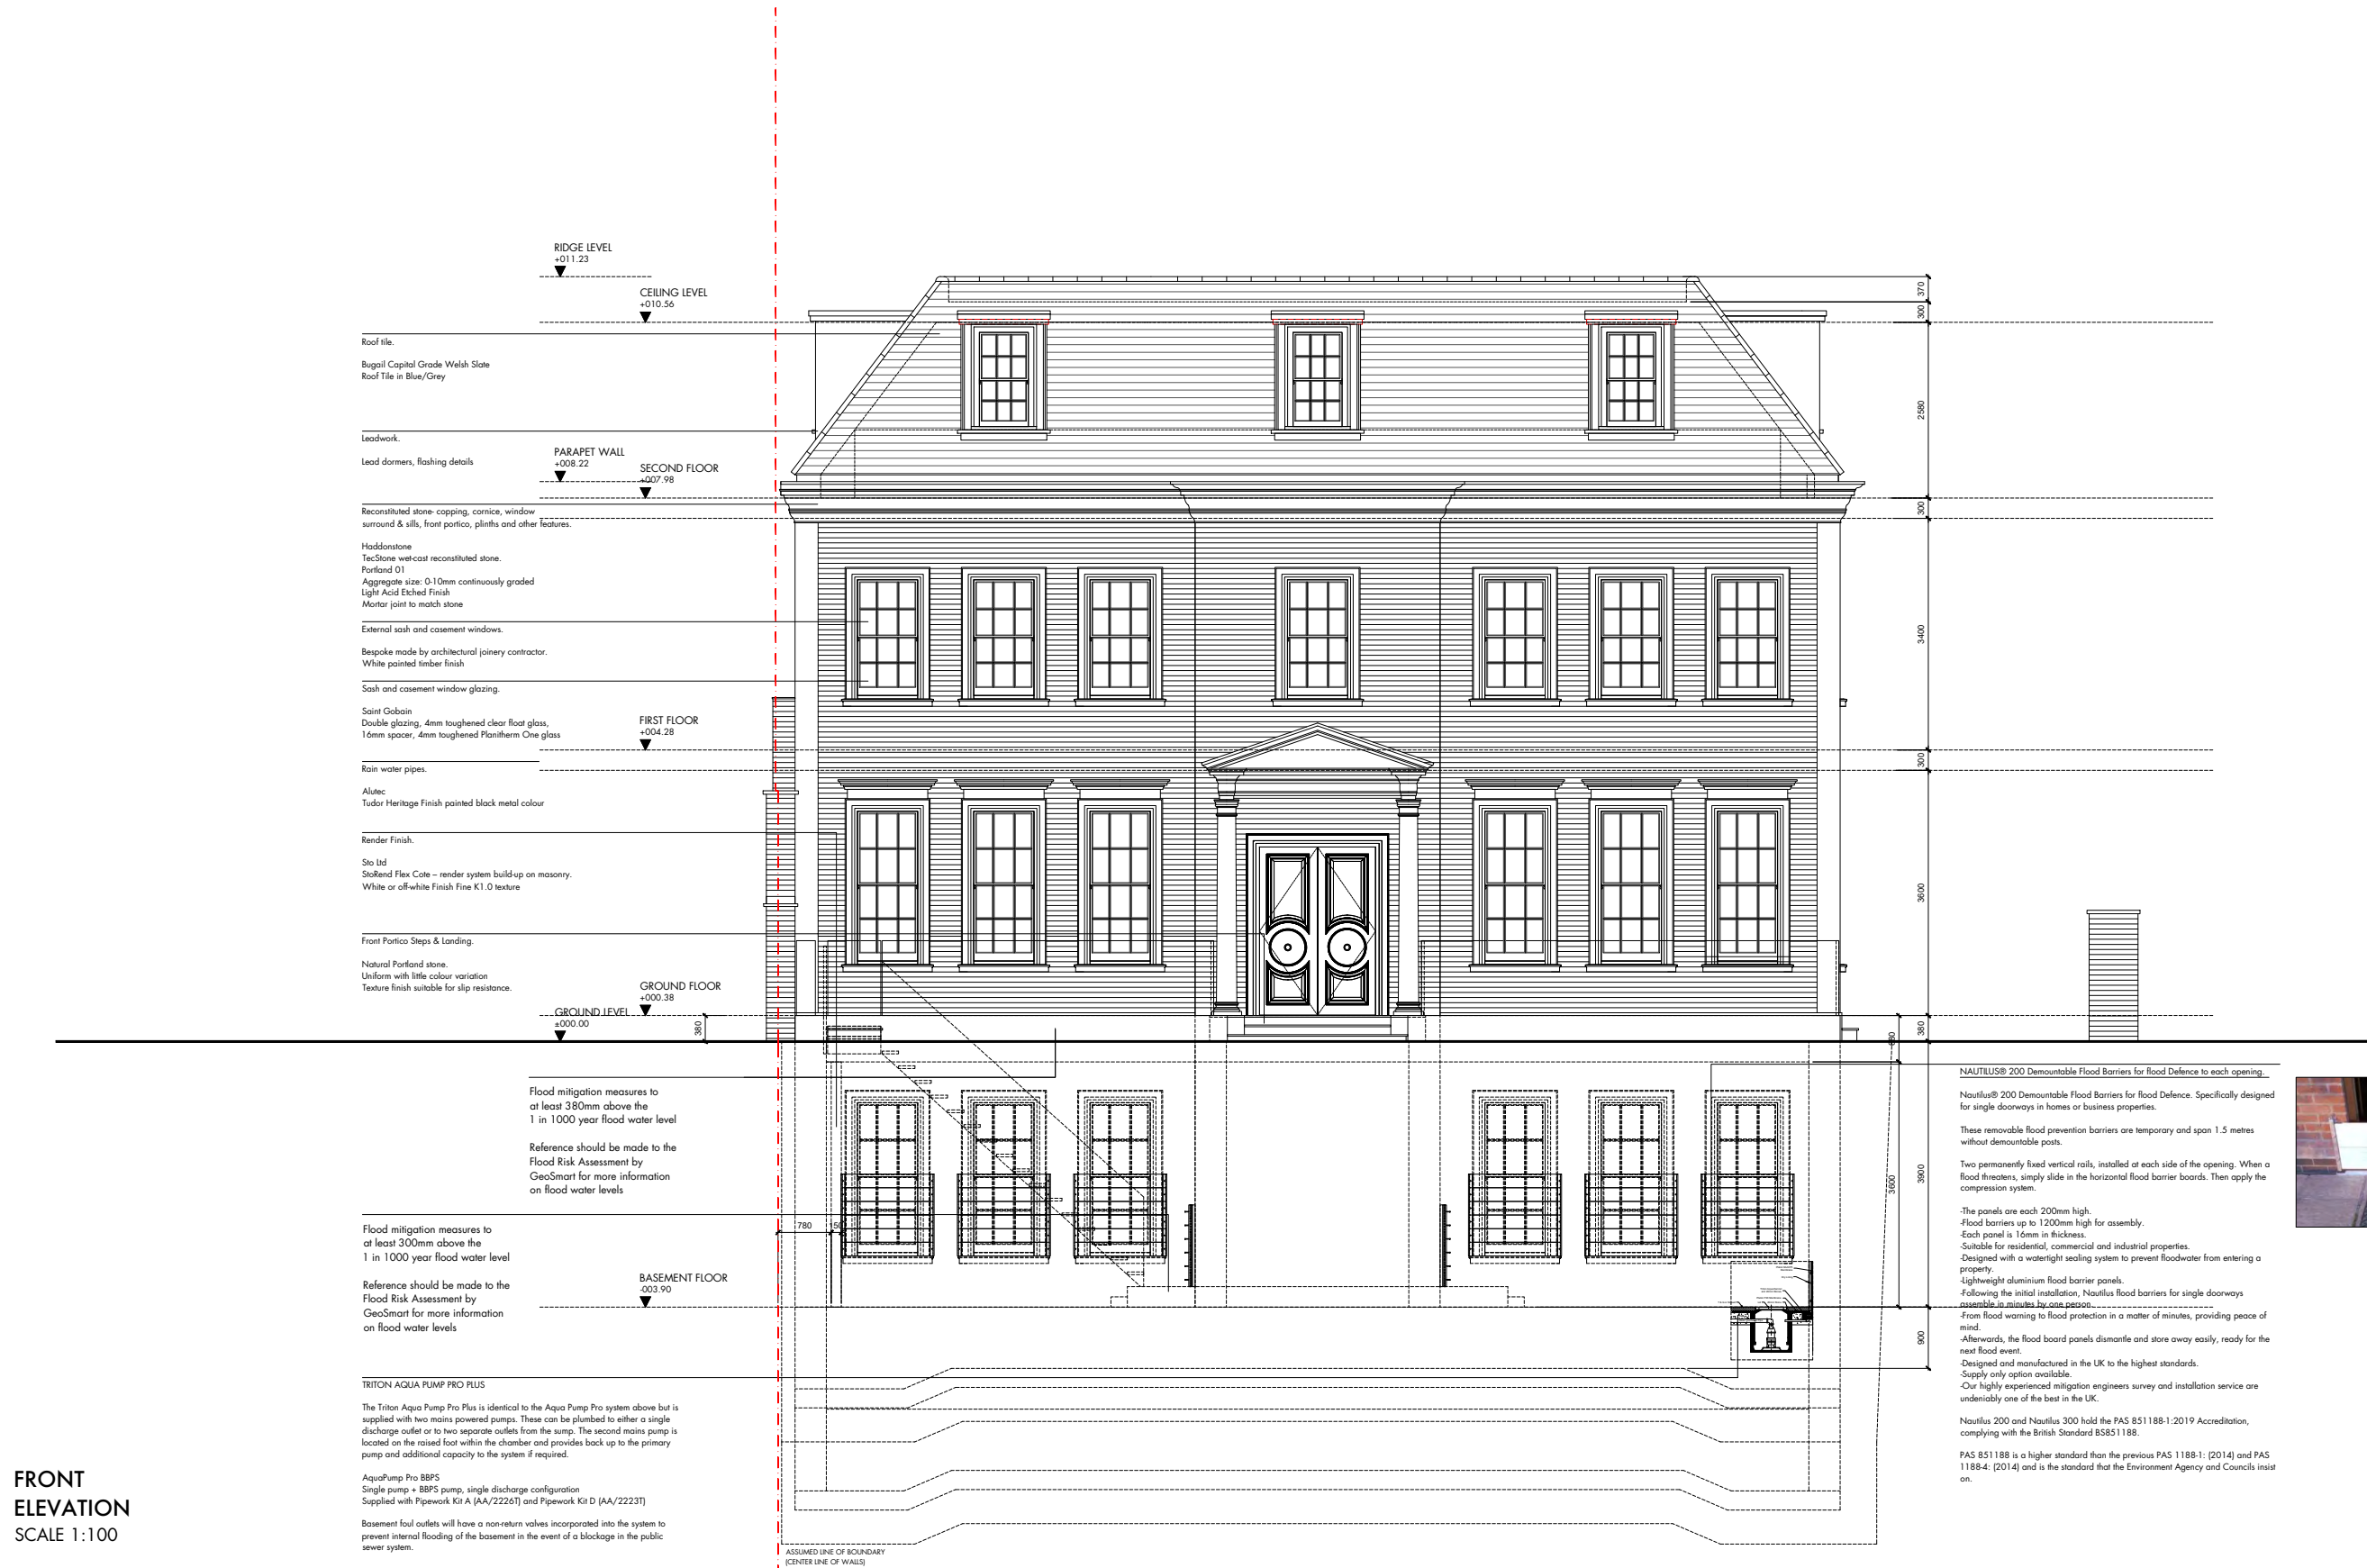 RIDGE LEVEL
+011.23
CEILING LEVEL
+010.56
Roof tile.
Bugail Capital Grade Welsh Slate
Roof Tile in Blue/Grey
Leadwork.
Lead dormers, flashing details
PARAPET WALL
+008.22
SECOND FLOOR
+007.98
Reconstituted stone- copping, cornice, window
surround & sills, front portico, plinths and other features.
Haddonstone
TecStone wet-cast reconstituted stone.
Portland 01
Aggregate size: 0-10mm continuously graded
Light Acid Etched Finish
Mortar joint to match stone
External sash and casement windows.
Bespoke made by architectural joinery contractor.
White painted timber finish
Sash and casement window glazing.
Saint Gobain
Double glazing, 4mm toughened clear float glass,
16mm spacer, 4mm toughened Planitherm One glass
FIRST FLOOR
+004.28
Rain water pipes.
Alutec
Tudor Heritage Finish painted black metal colour
Render Finish.
Sto Ltd
StoRend Flex Cote – render system build-up on masonry.
White or off-white Finish Fine K1.0 texture
Front Portico Steps & Landing.
Natural Portland stone.
Uniform with little colour variation
Texture finish suitable for slip resistance.
GROUND FLOOR
+000.38
GROUND LEVEL
±000.00
380
Flood mitigation measures to
at least 380mm above the
1 in 1000 year flood water level
Reference should be made to the
Flood Risk Assessment by
GeoSmart for more information
on flood water levels
Flood mitigation measures to
at least 300mm above the
1 in 1000 year flood water level
Reference should be made to the
Flood Risk Assessment by
GeoSmart for more information
on flood water levels
BASEMENT FLOOR
-003.90
780
TRITON AQUA PUMP PRO PLUS
The Triton Aqua Pump Pro Plus is identical to the Aqua Pump Pro system above but is
supplied with two mains powered pumps. These can be plumbed to either a single
discharge outlet or to two separate outlets from the sump. The second mains pump is
located on the raised foot within the chamber and provides back up to the primary
pump and additional capacity to the system if required.
AquaPump Pro BBPS
Single pump + BBPS pump, single discharge configuration
Supplied with Pipework Kit A (AA/2226T) and Pipework Kit D (AA/2223T)
Basement foul outlets will have a non-return valves incorporated into the system to
prevent internal flooding of the basement in the event of a blockage in the public
sewer system.
ASSUMED LINE OF BOUNDARY
(CENTER LINE OF WALLS)
370
300
2580
300
3400
300
3600
380
3900
3600
900
NAUTILUS® 200 Demountable Flood Barriers for flood Defence to each opening.
Nautilus® 200 Demountable Flood Barriers for flood Defence. Specifically designed
for single doorways in homes or business properties.
These removable flood prevention barriers are temporary and span 1.5 metres
without demountable posts.
Two permanently fixed vertical rails, installed at each side of the opening. When a
flood threatens, simply slide in the horizontal flood barrier boards. Then apply the
compression system.
-The panels are each 200mm high.
-Flood barriers up to 1200mm high for assembly.
-Each panel is 16mm in thickness.
-Suitable for residential, commercial and industrial properties.
-Designed with a watertight sealing system to prevent floodwater from entering a
property.
-Lightweight aluminium flood barrier panels.
-Following the initial installation, Nautilus flood barriers for single doorways
assemble in minutes by one person.
-From flood warning to flood protection in a matter of minutes, providing peace of
mind.
-Afterwards, the flood board panels dismantle and store away easily, ready for the
next flood event.
-Designed and manufactured in the UK to the highest standards.
-Supply only option available.
-Our highly experienced mitigation engineers survey and installation service are
undeniably one of the best in the UK.
Nautilus 200 and Nautilus 300 hold the PAS 851188-1:2019 Accreditation,
complying with the British Standard BS851188.
PAS 851188 is a higher standard than the previous PAS 1188-1: (2014) and PAS
1188-4: (2014) and is the standard that the Environment Agency and Councils insist
on.
FRONT
ELEVATION
SCALE 1:100